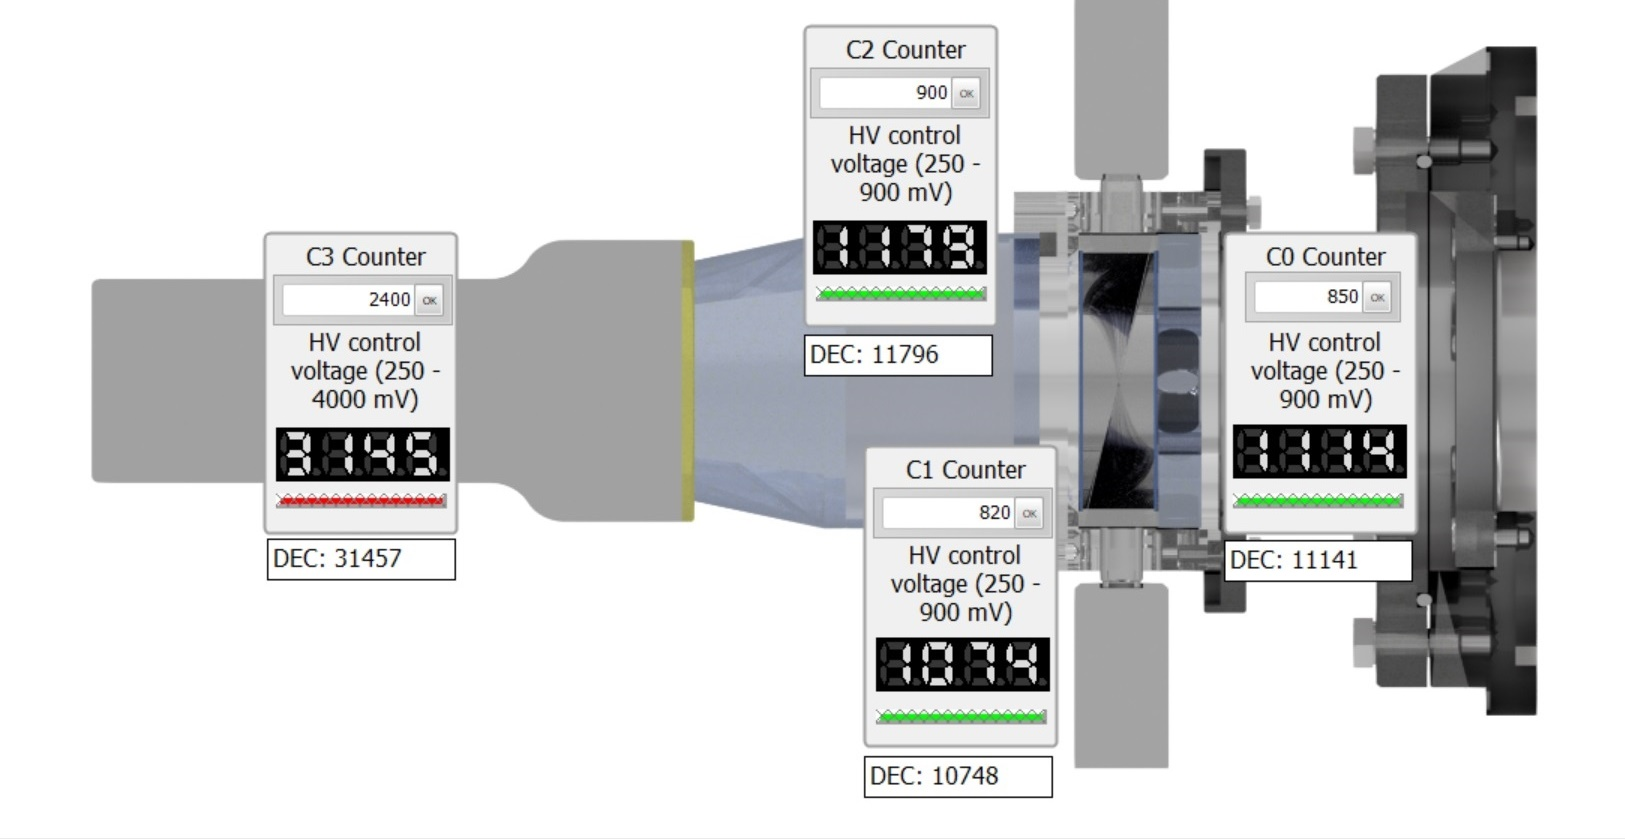 C2 Counter
900 OK
HV control
voltage (250 -
900 mV)
1179
DEC: 11796
C3 Counter
2400 OK
HV control
voltage (250 -
4000 mV)
3145
DEC: 31457
C0 Counter
850 OK
HV control
voltage (250 -
900 mV)
1114
DEC: 11141
C1 Counter
820 OK
HV control
voltage (250 -
900 mV)
1074
DEC: 10748